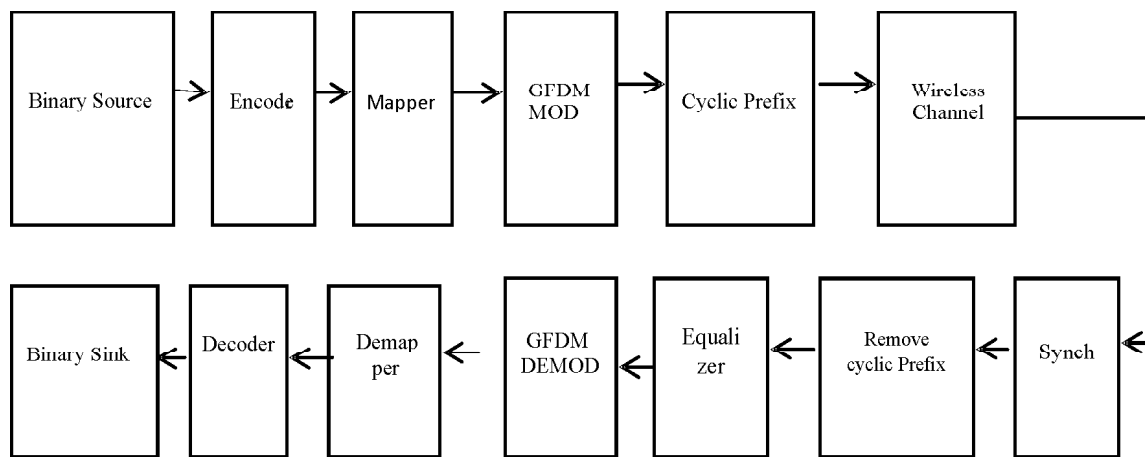 Binary Source
Encode
Mapper
GFDM
MOD
Cyclic Prefix
Wireless
Channel
Binary Sink
Decoder
Demap
per
GFDM
DEMOD
Equali
zer
Remove
cyclic Prefix
Synch